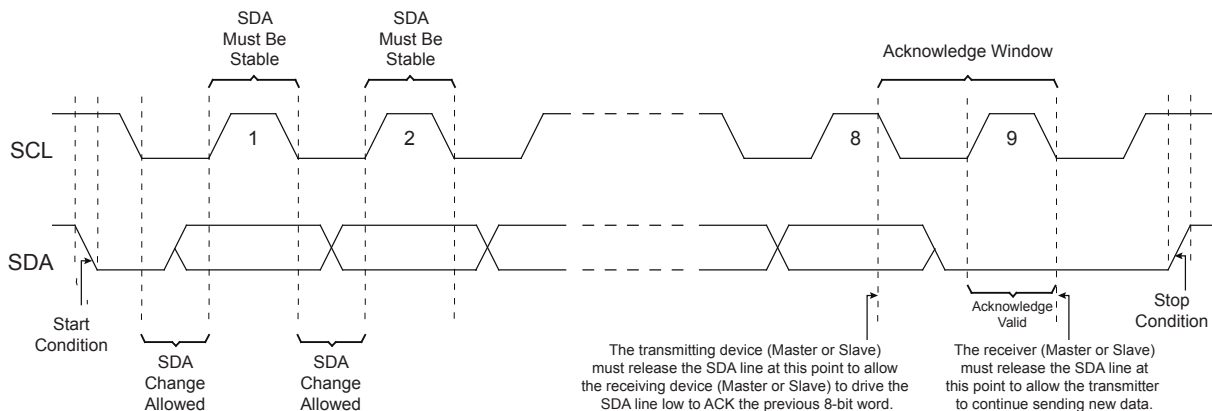 SDA
Must Be
Stable
SDA
Must Be
Stable
Acknowledge Window
SCL
1
2
8
9
SDA
Start
Condition
SDA
Change
Allowed
SDA
Change
Allowed
Acknowledge
Valid
Stop
Condition
The transmitting device (Master or Slave)
must release the SDA line at this point to allow
the receiving device (Master or Slave) to drive the
SDA line low to ACK the previous 8-bit word.
The receiver (Master or Slave)
must release the SDA line at
this point to allow the transmitter
to continue sending new data.